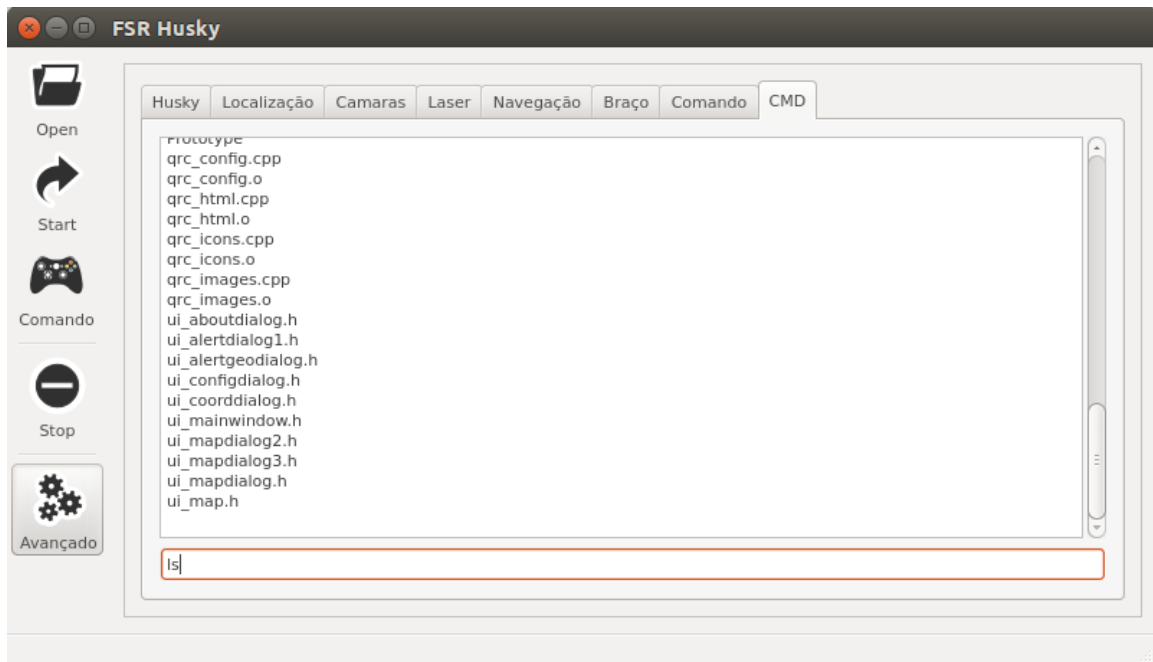 FSR Husky
Open
Start
Comando
Stop
Avançado
Husky Localização Camaras Laser Navegação Braço Comando CMD
Prototype
qrc_config.cpp
qrc_config.o
qrc_html.cpp
qrc_html.o
qrc_icons.cpp
qrc_icons.o
qrc_images.cpp
qrc_images.o
ui_aboutdialog.h
ui_alertdialog1.h
ui_alertgeodialog.h
ui_configdialog.h
ui_coorddialog.h
ui_mainwindow.h
ui_mapdialog2.h
ui_mapdialog3.h
ui_mapdialog.h
ui_map.h
ls